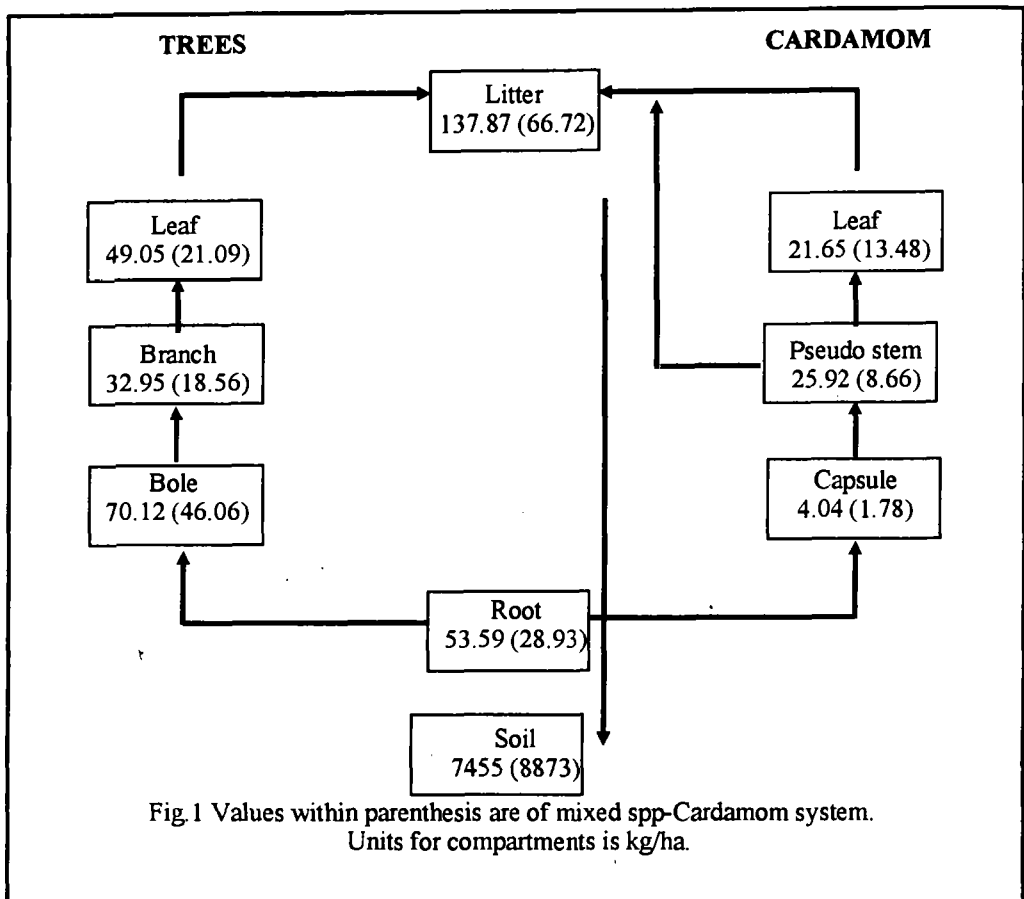 TREES
CARDAMOM
Litter
137.87 (66.72)
Leaf
49.05 (21.09)
Leaf
21.65 (13.48)
Branch
32.95 (18.56)
Pseudo stem
25.92 (8.66)
Bole
70.12 (46.06)
Capsule
4.04 (1.78)
Root
53.59 (28.93)
Soil
7455 (8873)
Fig.1 Values within parenthesis are of mixed spp-Cardamom system.
Units for compartments is kg/ha.